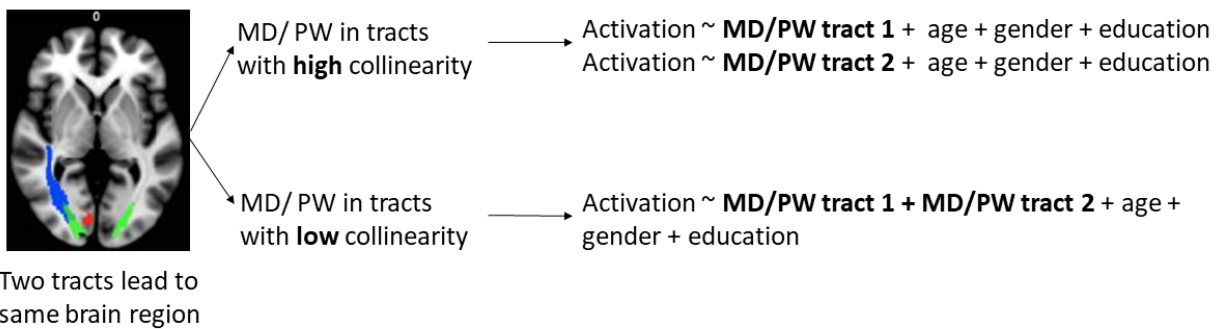 0
MD/ PW in tracts
with high collinearity
Activation ~ MD/PW tract 1 + age + gender + education
Activation ~ MD/PW tract 2 + age + gender + education
MD/ PW in tracts
with low collinearity
Activation ~ MD/PW tract 1 + MD/PW tract 2 + age +
gender + education
Two tracts lead to
same brain region